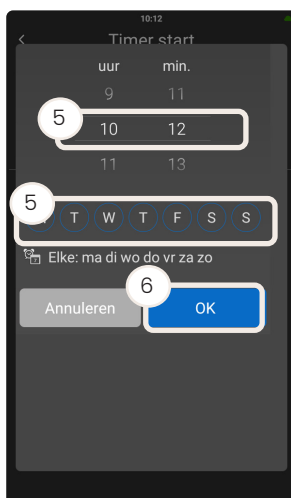 10:12
< Timer start
uur min.
9 11
5
10 12
11 13
5
T W T F S S
Elke: ma di wo do vr za zo
6
Annuleren OK